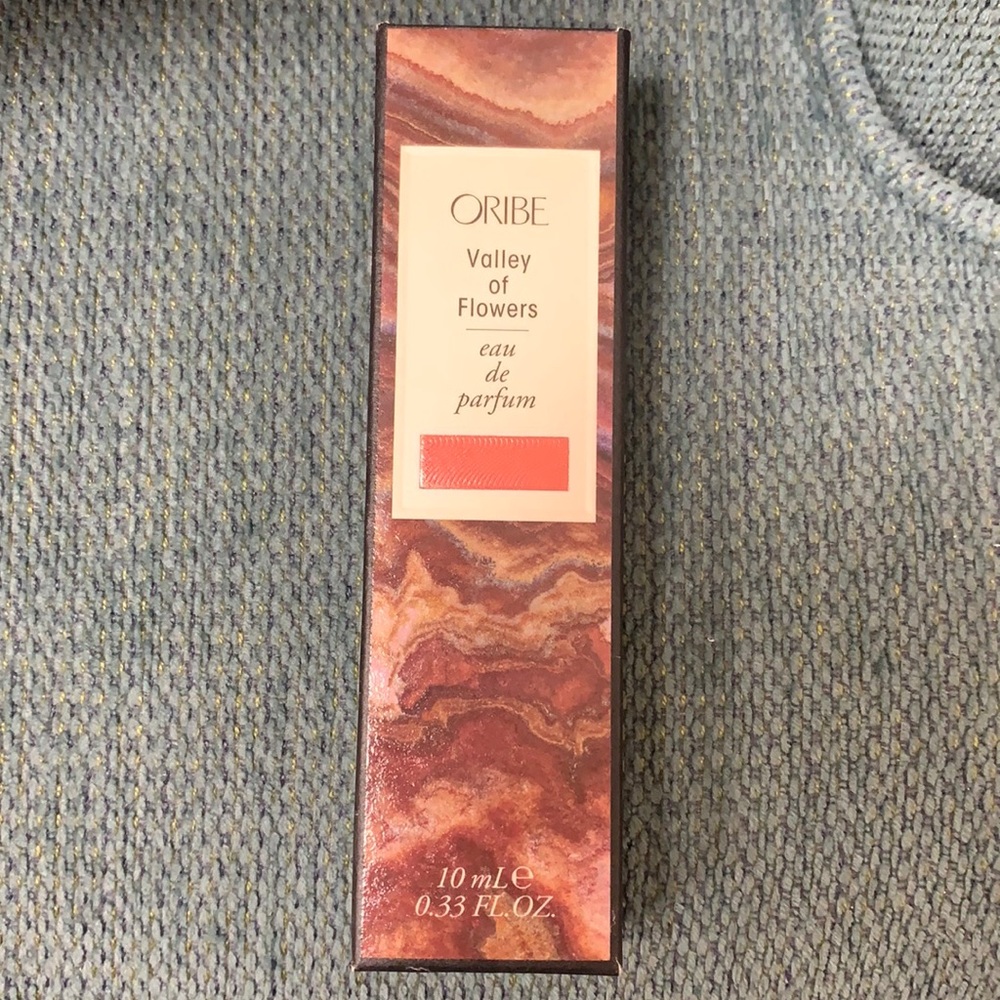 ORIBE
Valley
of
Flowers
eau
de
parfum
10 mL ℮
0.33 FL.OZ.